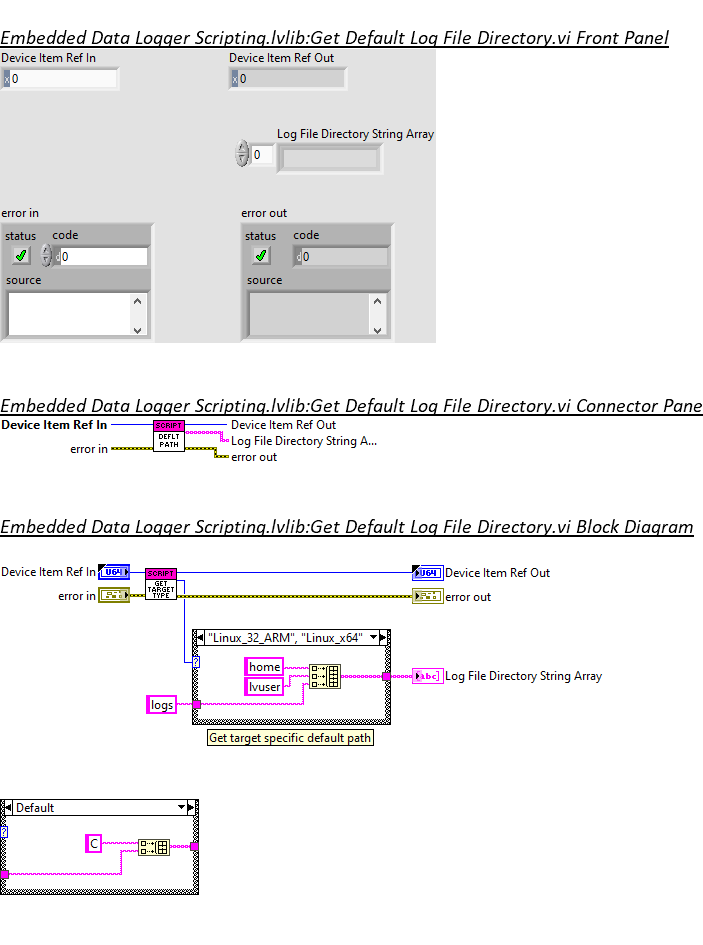 Embedded Data Logger Scripting.lvlib:Get Default Log File Directory.vi Front Panel
Device Item Ref In
Device Item Ref Out
x 0
x 0
Log File Directory String Array
0
error in
error out
status code
status code
d 0
d 0
source
source
Embedded Data Logger Scripting.lvlib:Get Default Log File Directory.vi Connector Pane
Device Item Ref In
SCRIPT
DEFLT
PATH
Device Item Ref Out
Log File Directory String A...
error in
error out
Embedded Data Logger Scripting.lvlib:Get Default Log File Directory.vi Block Diagram
Device Item Ref In
U64
SCRIPT
GET
TARGET
TYPE
U64
Device Item Ref Out
error in
error out
"Linux_32_ARM", "Linux_x64"
?
home
lvuser
abc
Log File Directory String Array
logs
Get target specific default path
Default
?
C